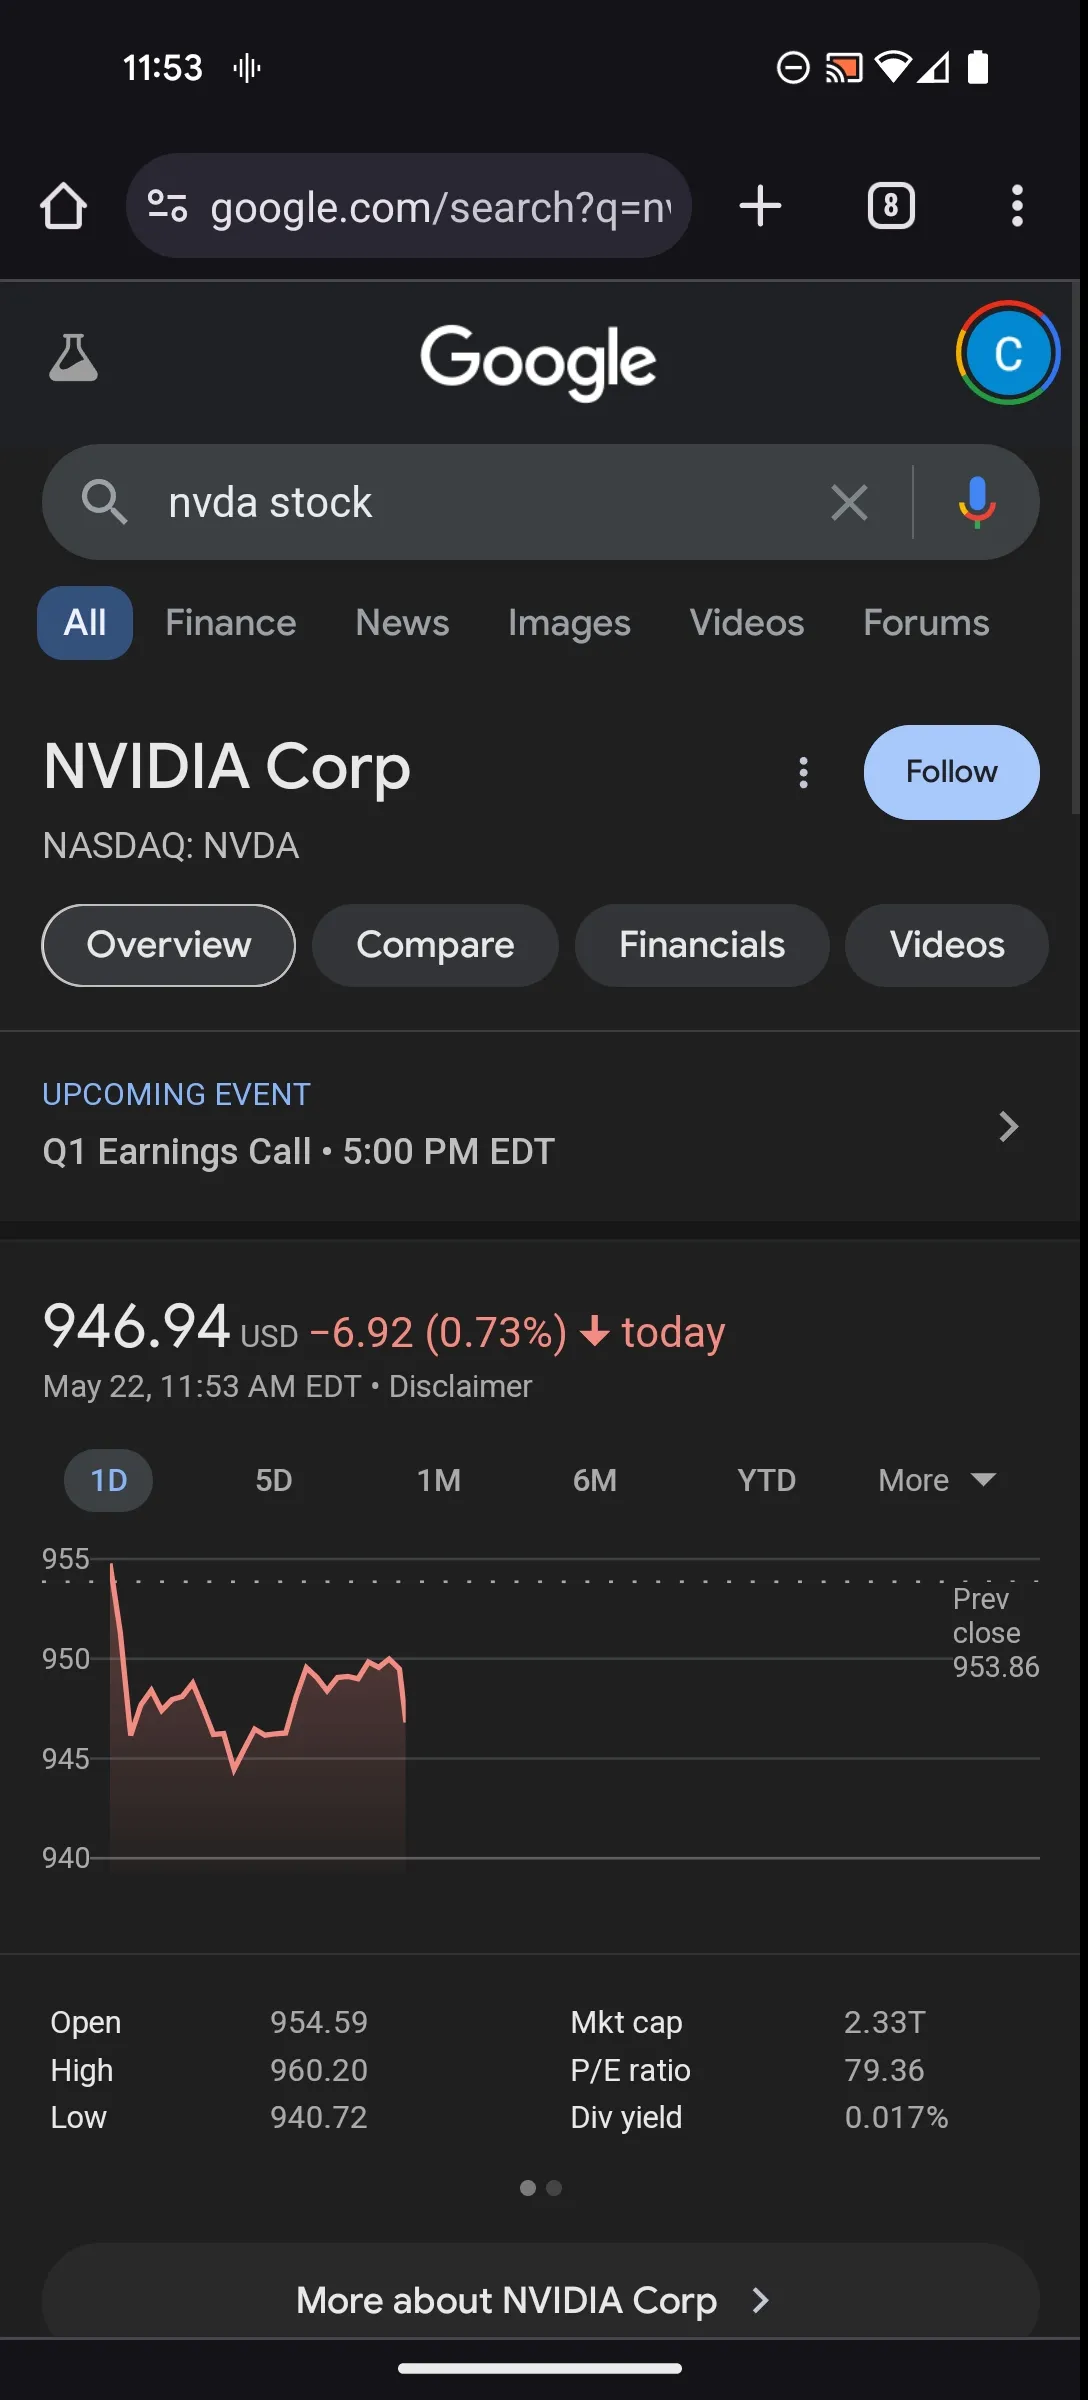 11:53
google.com/search?q=nv
8
Google
C
nvda stock
All Finance News Images Videos Forums
NVIDIA Corp
Follow
NASDAQ: NVDA
Overview Compare Financials Videos
UPCOMING EVENT
Q1 Earnings Call • 5:00 PM EDT
946.94 USD −6.92 (0.73%) today
May 22, 11:53 AM EDT • Disclaimer
1D 5D 1M 6M YTD More
955
Prev
close
950
953.86
945
940
Open 954.59 Mkt cap 2.33T
High 960.20 P/E ratio 79.36
Low 940.72 Div yield 0.017%
More about NVIDIA Corp